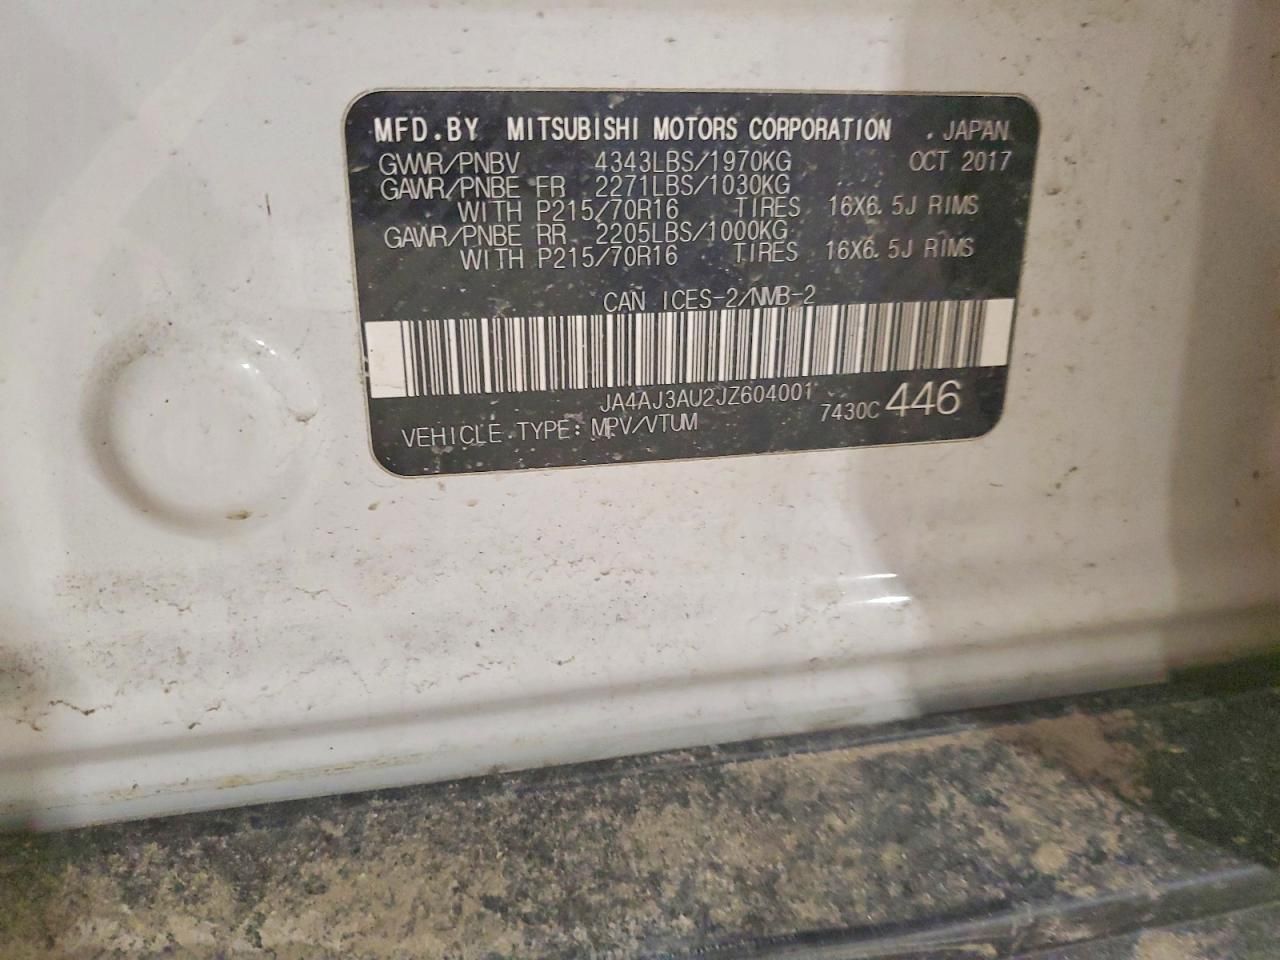 MFD.BY MITSUBISHI MOTORS CORPORATION . JAPAN
GVWR/PNBV 4343LBS/1970KG OCT 2017
GAWR/PNBE FR 2271LBS/1030KG
WITH P215/70R16 TIRES 16X6.5J RIMS
GAWR/PNBE RR 2205LBS/1000KG
WITH P215/70R16 TIRES 16X6.5J RIMS
CAN ICES-2/NMB-2
JA4AJ3AU2JZ604001
VEHICLE TYPE: MPV/VTUM 7430C 446